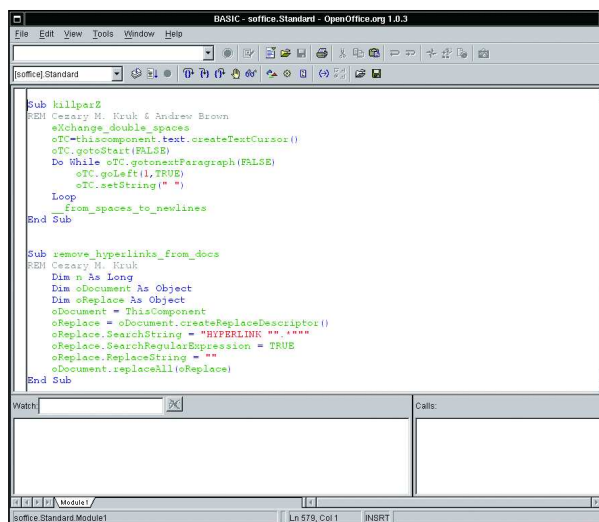 BASIC - soffice.Standard - OpenOffice.org 1.0.3
File Edit View Tools Window Help
[soffice].Standard
Sub killparZ
REM Cezary M. Kruk & Andrew Brown
eXchange_double_spaces
oTC=thiscomponent.text.createTextCursor()
oTC.gotoStart(FALSE)
Do While oTC.gotonextParagraph(FALSE)
oTC.goLeft(1,TRUE)
oTC.setString(" ")
Loop
__from_spaces_to_newlines
End Sub
Sub remove_hyperlinks_from_docs
REM Cezary M. Kruk
Dim n As Long
Dim oDocument As Object
Dim oReplace As Object
oDocument = ThisComponent
oReplace = oDocument.createReplaceDescriptor()
oReplace.SearchString = "HYPERLINK "".*"""
oReplace.SearchRegularExpression = TRUE
oReplace.ReplaceString = ""
oDocument.replaceAll(oReplace)
End Sub
Watch:
Calls:
Module1
soffice.Standard.Module1 Ln 579, Col 1 INSRT